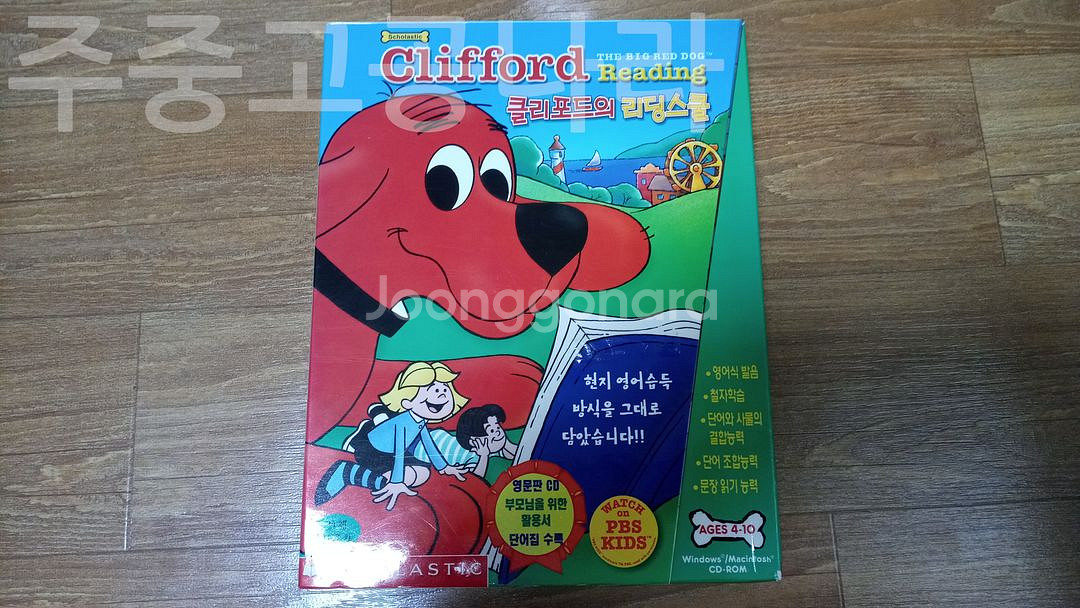 주중고공나라
Scholastic
Clifford
THE BIG RED DOG™
Reading
클리포드의 리딩스쿨
Joonggonara
현지 영어습득
방식을 그대로
담았습니다!!
• 영어식 발음
• 철자학습
• 단어와 사물의
결합능력
• 단어 조합능력
• 문장 읽기 능력
영문판 CD
부모님을 위한
활용서
단어집 수록
WATCH
on
PBS
KIDS™
AGES 4-10
Windows®/Macintosh®
CD-ROM
SCHOLASTIC